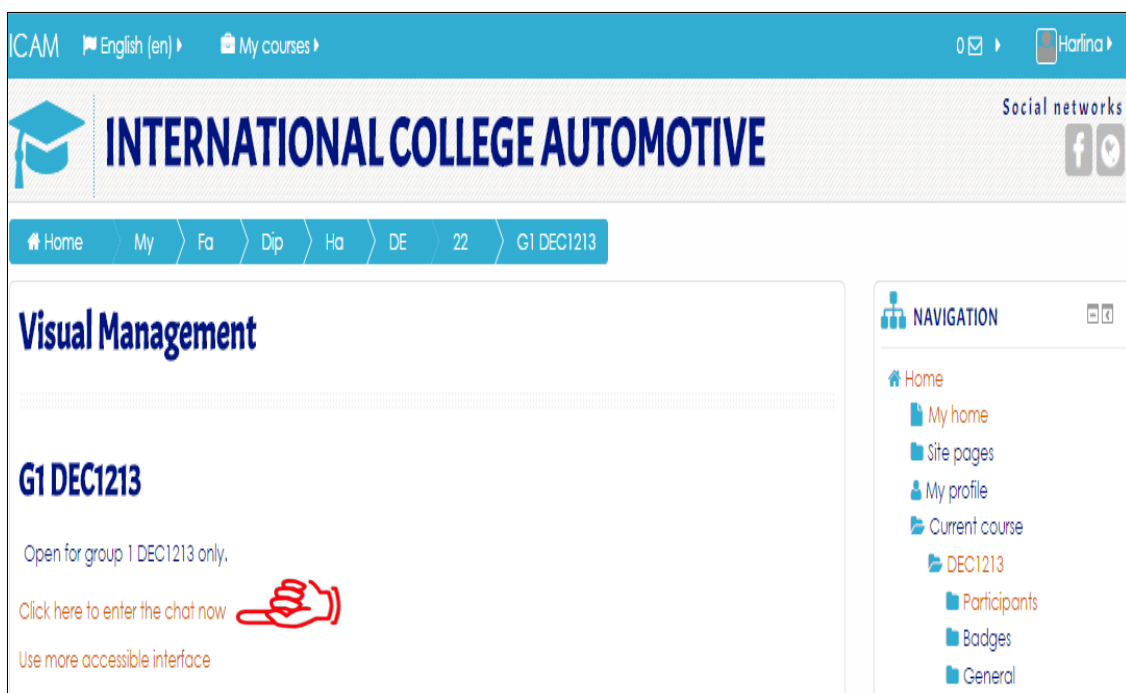 ICAM English (en) My courses 0 Harlina
INTERNATIONAL COLLEGE AUTOMOTIVE
Social networks
Home My Fa Dip Ha DE 22 G1 DEC1213
Visual Management
G1 DEC1213
Open for group 1 DEC1213 only.
Click here to enter the chat now
Use more accessible interface
NAVIGATION
Home
My home
Site pages
My profile
Current course
DEC1213
Participants
Badges
General